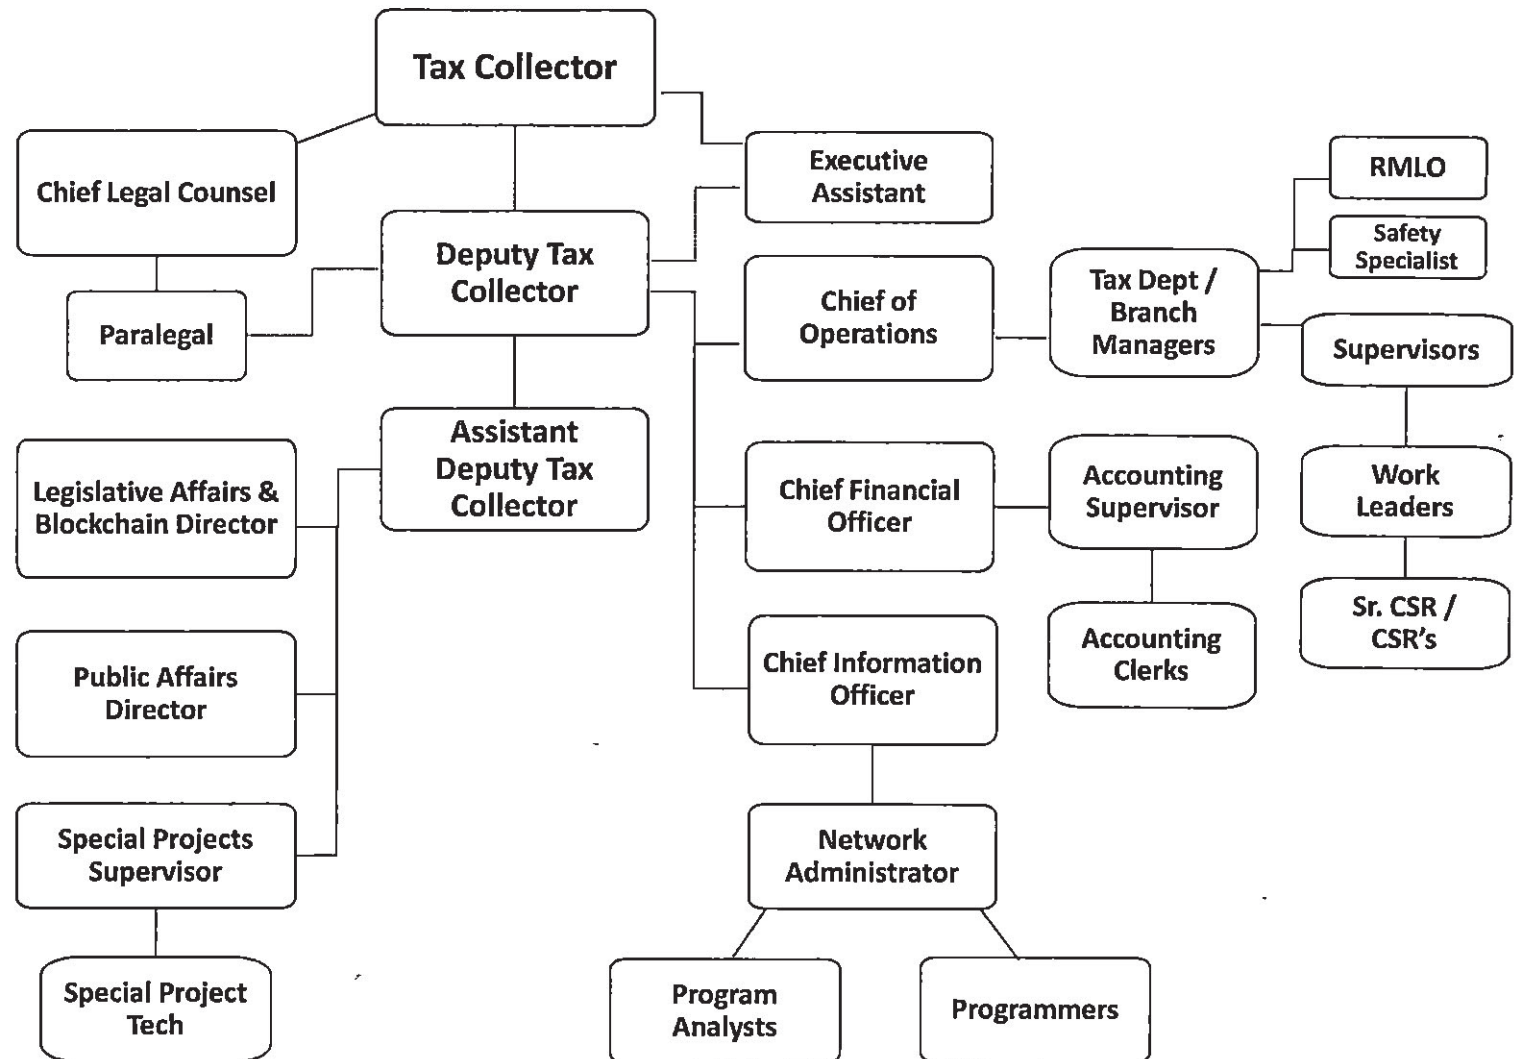 Tax Collector
Chief Legal Counsel
Executive
Assistant
RMLO
Safety
Specialist
Deputy Tax
Collector
Paralegal
Chief of
Operations
Tax Dept /
Branch
Managers
Supervisors
Assistant
Deputy Tax
Collector
Legislative Affairs &
Blockchain Director
Chief Financial
Officer
Accounting
Supervisor
Work
Leaders
Sr. CSR /
CSR's
Public Affairs
Director
Chief Information
Officer
Accounting
Clerks
Special Projects
Supervisor
Network
Administrator
Special Project
Tech
Program
Analysts
Programmers